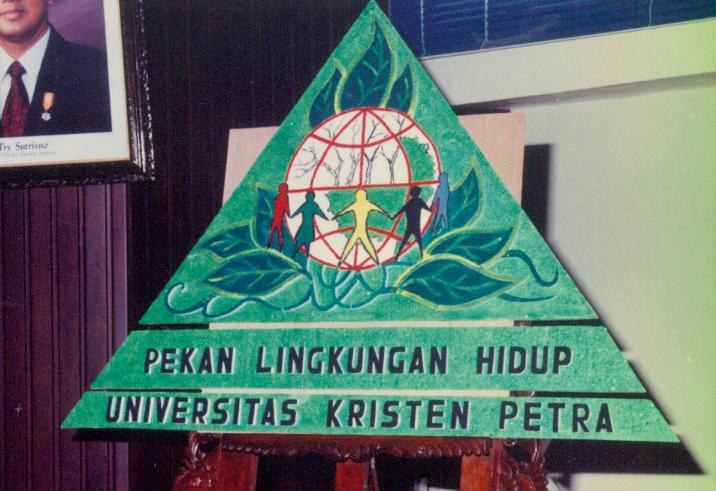 Try Sutrisno
PEKAN LINGKUNGAN HIDUP
UNIVERSITAS KRISTEN PETRA